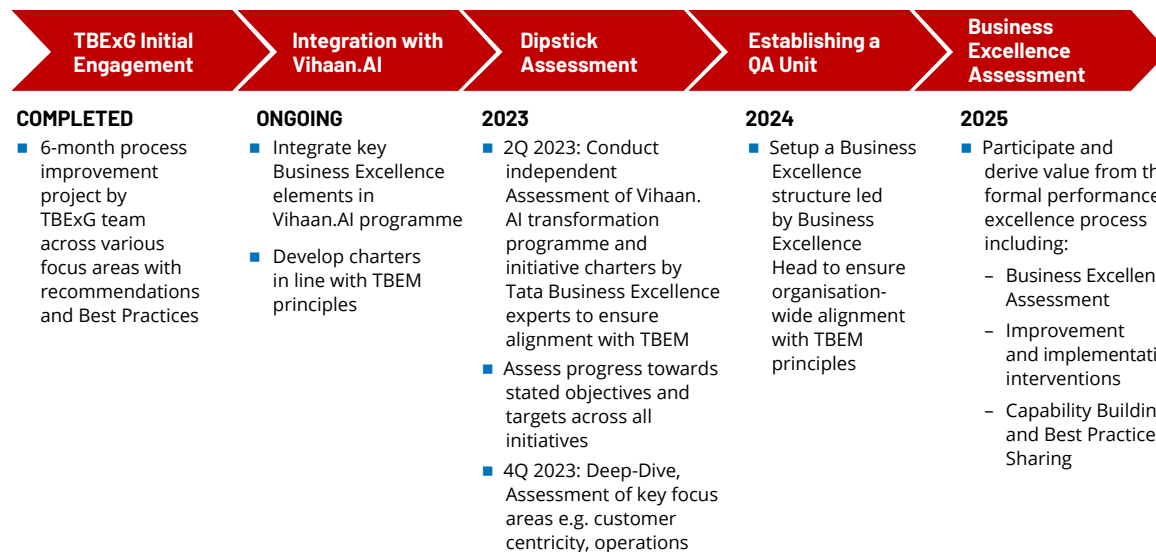 TBExG Initial
Engagement
Integration with
Vihaan.AI
Dipstick
Assessment
Establishing a
QA Unit
Business
Excellence
Assessment
COMPLETED
■ 6-month process
improvement
project by
TBExG team
across various
focus areas with
recommendations
and Best Practices
ONGOING
■ Integrate key
Business Excellence
elements in
Vihaan.AI programme
■ Develop charters
in line with TBEM
principles
2023
■ 2Q 2023: Conduct
independent
Assessment of Vihaan.
AI transformation
programme and
initiative charters by
Tata Business Excellence
experts to ensure
alignment with TBEM
■ Assess progress towards
stated objectives and
targets across all
initiatives
■ 4Q 2023: Deep-Dive,
Assessment of key focus
areas e.g. customer
centricity, operations
2024
■ Setup a Business
Excellence
structure led
by Business
Excellence
Head to ensure
organisation-
wide alignment
with TBEM
principles
2025
■ Participate and
derive value from th
formal performance
excellence process
including:
– Business Excellen
Assessment
– Improvement
and implementati
interventions
– Capability Buildin
and Best Practice
Sharing